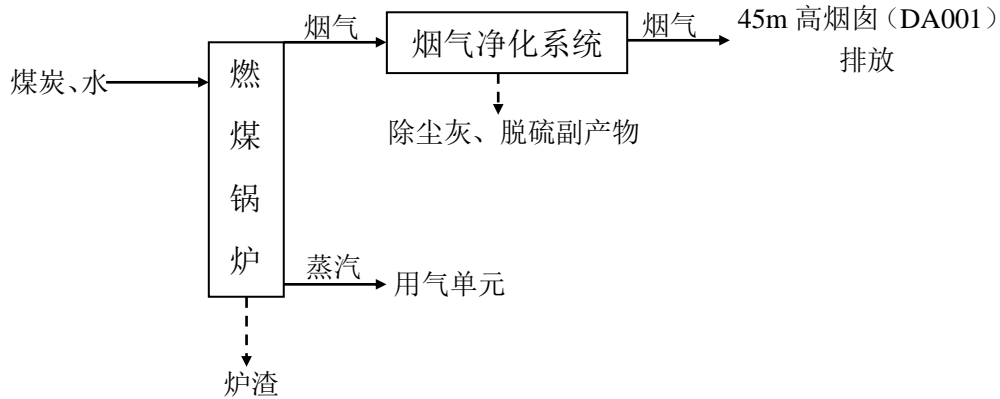 烟气
烟气净化系统
烟气
45m 高烟囱（DA001）
排放
煤炭、水
燃
煤
锅
炉
除尘灰、脱硫副产物
蒸汽
用气单元
炉渣